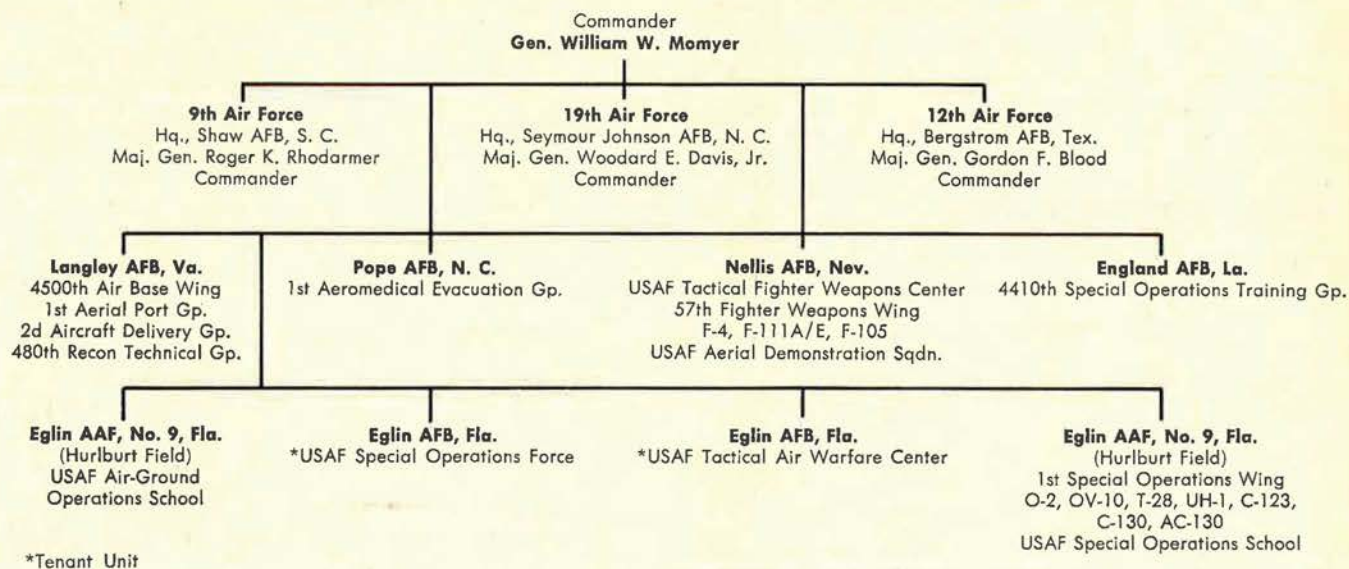 Commander
Gen. William W. Momyer
9th Air Force
Hq., Shaw AFB, S. C.
Maj. Gen. Roger K. Rhodarmer
Commander
19th Air Force
Hq., Seymour Johnson AFB, N. C.
Maj. Gen. Woodard E. Davis, Jr.
Commander
12th Air Force
Hq., Bergstrom AFB, Tex.
Maj. Gen. Gordon F. Blood
Commander
Langley AFB, Va.
4500th Air Base Wing
1st Aerial Port Gp.
2d Aircraft Delivery Gp.
480th Recon Technical Gp.
Pope AFB, N. C.
1st Aeromedical Evacuation Gp.
Nellis AFB, Nev.
USAF Tactical Fighter Weapons Center
57th Fighter Weapons Wing
F-4, F-111A/E, F-105
USAF Aerial Demonstration Sqdn.
England AFB, La.
4410th Special Operations Training Gp.
Eglin AAF, No. 9, Fla.
(Hurlburt Field)
USAF Air-Ground
Operations School
Eglin AFB, Fla.
*USAF Special Operations Force
Eglin AFB, Fla.
*USAF Tactical Air Warfare Center
Eglin AAF, No. 9, Fla.
(Hurlburt Field)
1st Special Operations Wing
O-2, OV-10, T-28, UH-1, C-123,
C-130, AC-130
USAF Special Operations School
*Tenant Unit